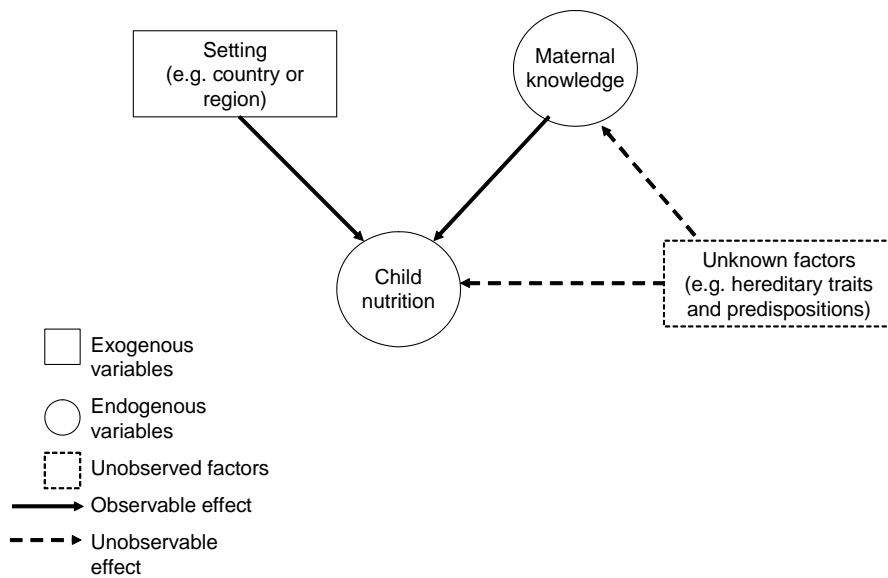 Setting
(e.g. country or
region)
Maternal
knowledge
Child
nutrition
Unknown factors
(e.g. hereditary traits
and predispositions)
Exogenous
variables
Endogenous
variables
Unobserved factors
Observable effect
Unobservable
effect